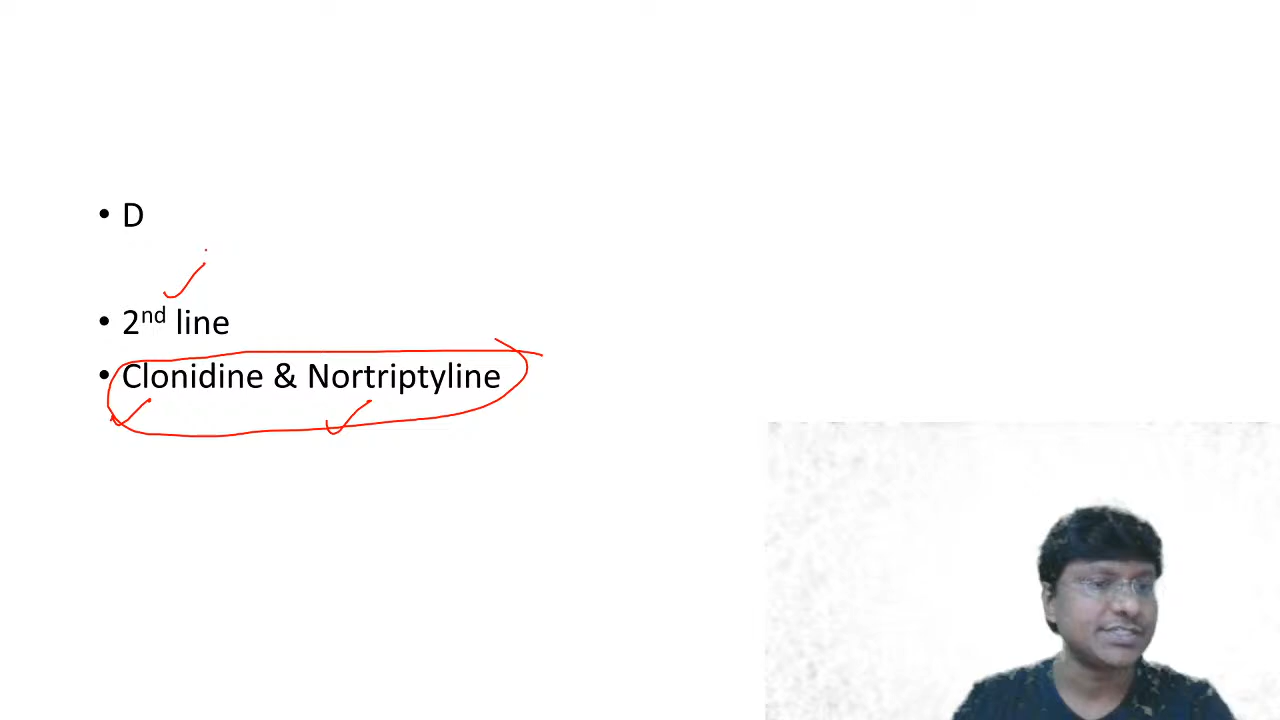 • D
• 2nd line
• Clonidine & Nortriptyline